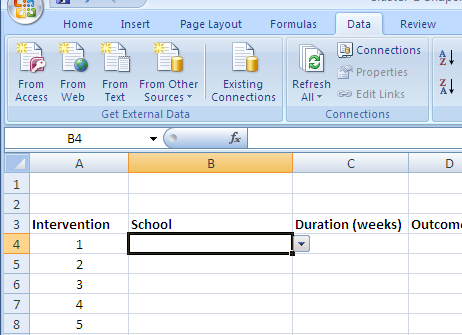 Home Insert Page Layout Formulas Data Review
From Access
From Web
From Text
From Other Sources
Existing Connections
Refresh All
Connections
Properties
Edit Links
Get External Data
Connections
B4 fx
A B C D
1
2
3 Intervention School Duration (weeks) Outcome
4 1
5 2
6 3
7 4
8 5